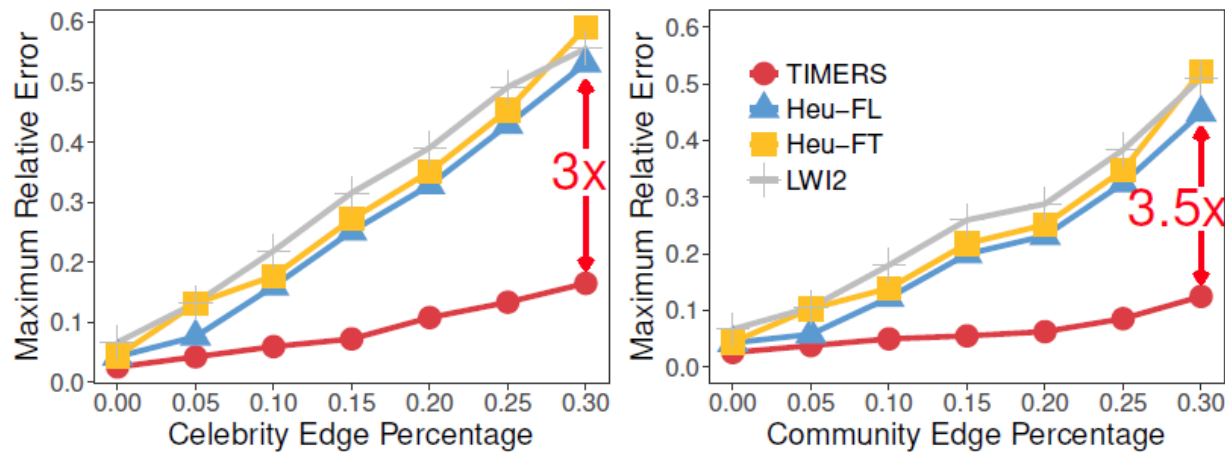 Maximum Relative Error
0.6
0.5
0.4
0.3
0.2
0.1
0.0
3x
0.00 0.05 0.10 0.15 0.20 0.25 0.30
Celebrity Edge Percentage
Maximum Relative Error
0.6
0.5
0.4
0.3
0.2
0.1
0.0
TIMERS
Heu-FL
Heu-FT
LWI2
3.5x
0.00 0.05 0.10 0.15 0.20 0.25 0.30
Community Edge Percentage